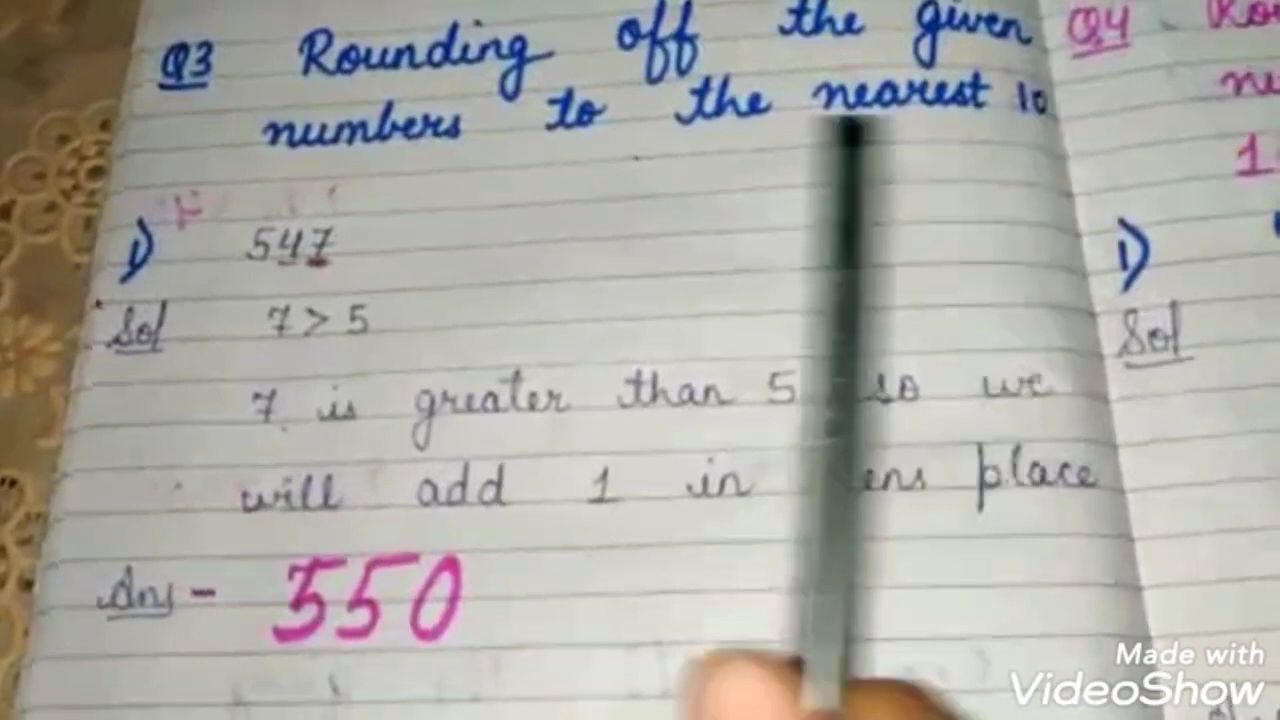 Q3 Rounding off the given
numbers to the nearest 10
1) 547
Sol 7 > 5
7 is greater than 5 so we
will add 1 in ens place
Ans - 550
Q4
1)
Sol
Made with
VideoShow